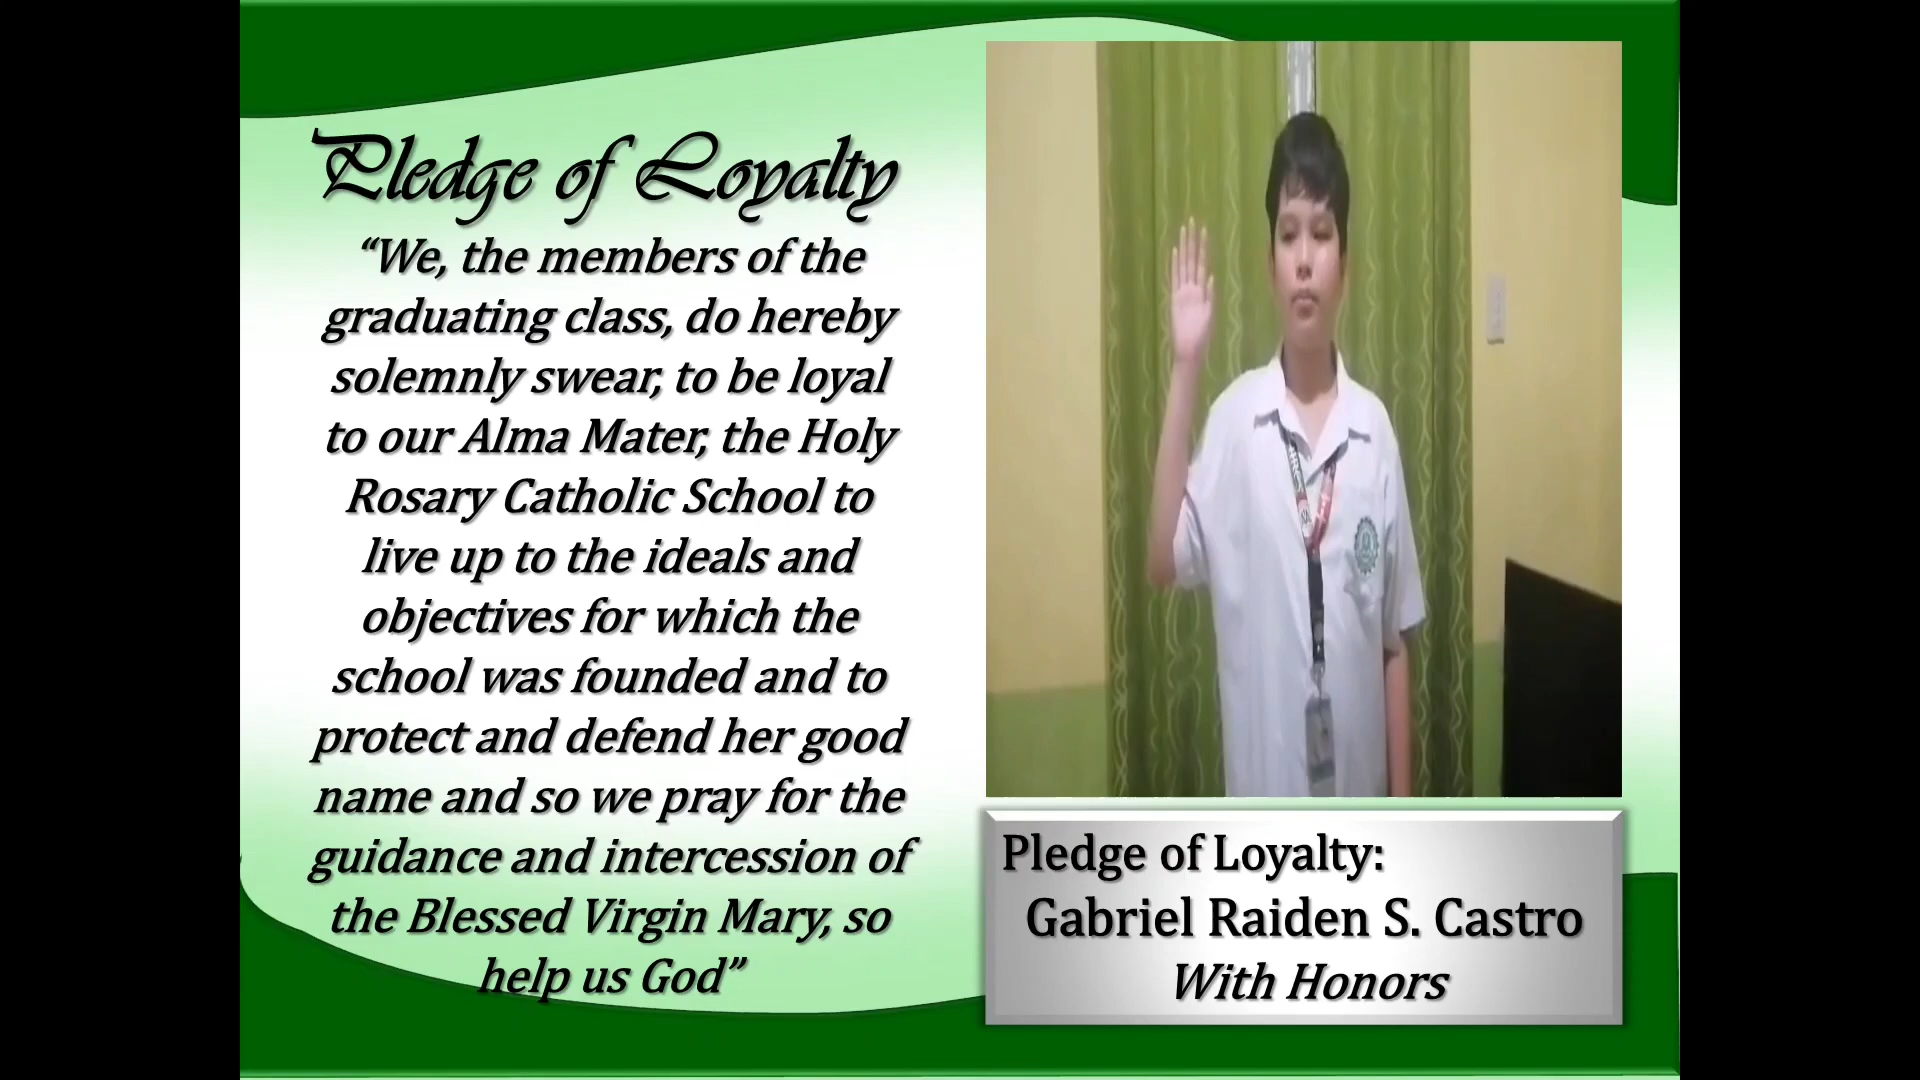 Pledge of Loyalty
“We, the members of the
graduating class, do hereby
solemnly swear, to be loyal
to our Alma Mater, the Holy
Rosary Catholic School to
live up to the ideals and
objectives for which the
school was founded and to
protect and defend her good
name and so we pray for the
guidance and intercession of
the Blessed Virgin Mary, so
help us God”
Pledge of Loyalty:
Gabriel Raiden S. Castro
With Honors